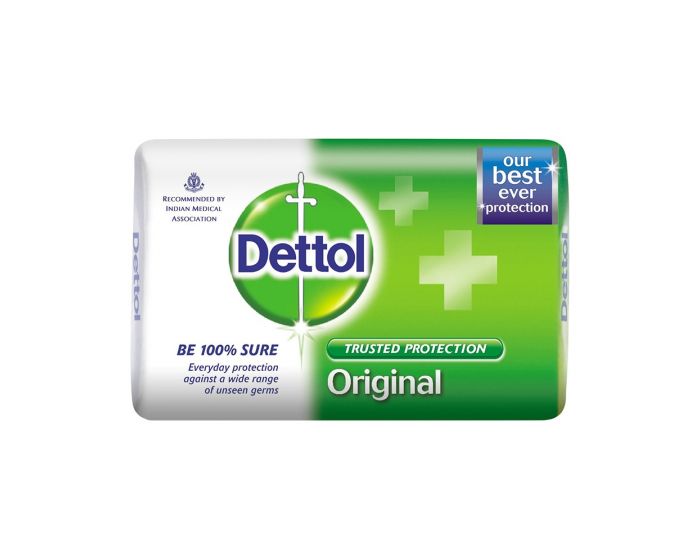 RECOMMENDED BY
INDIAN MEDICAL
ASSOCIATION
Dettol
our
best
ever
protection
Dettol
Dettol
BE 100% SURE
Everyday protection
against a wide range
of unseen germs
TRUSTED PROTECTION
Original